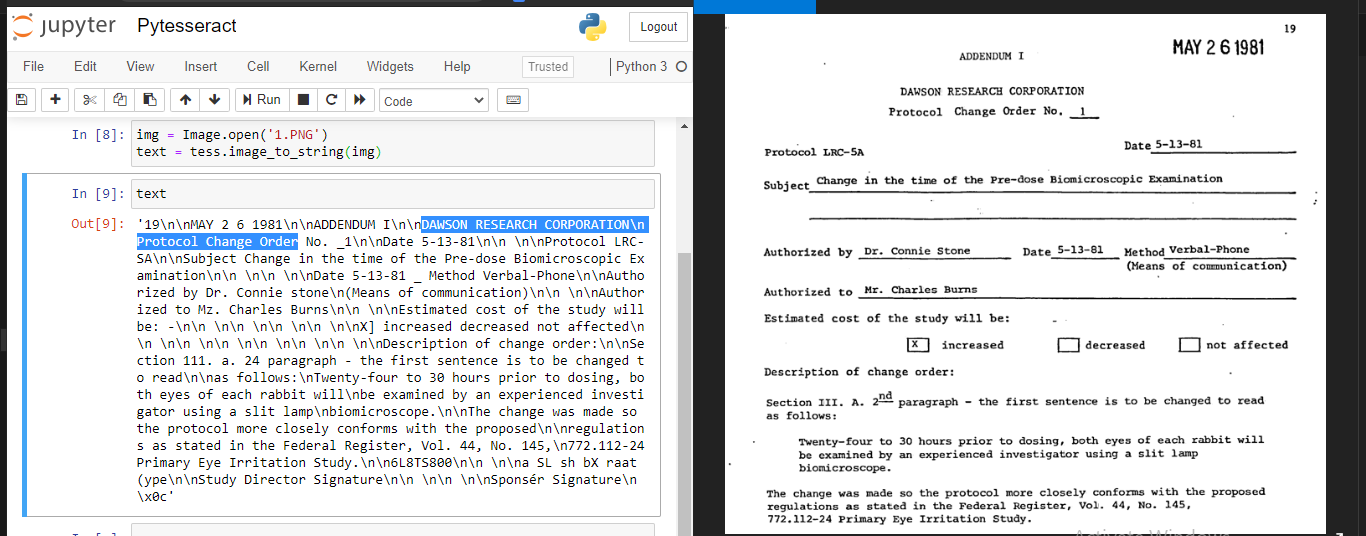 jupyter Pytesseract
Logout
File Edit View Insert Cell Kernel Widgets Help
Trusted
Python 3
Run
Code
In [8]:
img = Image.open('1.PNG')
text = tess.image_to_string(img)
In [9]:
text
Out[9]:
'19\n\nMAY 2 6 1981\n\nADDENDUM I\n\nDAWSON RESEARCH CORPORATION\n
Protocol Change Order No. _1\n\nDate 5-13-81\n\n \n\nProtocol LRC-
SA\n\nSubject Change in the time of the Pre-dose Biomicroscopic Ex
amination\n\n \n\n \n\nDate 5-13-81 _ Method Verbal-Phone\n\nAutho
rized by Dr. Connie stone\n(Means of communication)\n\n \n\nAuthor
ized to Mz. Charles Burns\n\n \n\nEstimated cost of the study will
be: -\n\n \n\n \n\n \n\n \n\nX] increased decreased not affected\n
\n \n\n \n\n \n\n \n\n \n\n \n\nDescription of change order:\n\nSe
ction 111. a. 24 paragraph - the first sentence is to be changed t
o read\n\nas follows:\nTwenty-four to 30 hours prior to dosing, bo
th eyes of each rabbit will\nbe examined by an experienced investi
gator using a slit lamp\nbiomicroscope.\n\nThe change was made so
the protocol more closely conforms with the proposed\n\nregulation
s as stated in the Federal Register, Vol. 44, No. 145,\n772.112-24
Primary Eye Irritation Study.\n\n6L8TS800\n\n \n\na SL sh bX raat
(ype\n\nStudy Director Signature\n\n \n\n \n\nSponsér Signature\n
\x0c'
19
MAY 2 6 1981
ADDENDUM I
DAWSON RESEARCH CORPORATION
Protocol Change Order No. 1
Date 5-13-81
Protocol LRC-5A
Subject Change in the time of the Pre-dose Biomicroscopic Examination
Authorized by Dr. Connie Stone Date 5-13-81 Method Verbal-Phone
(Means of communication)
Authorized to Mr. Charles Burns
Estimated cost of the study will be:
X increased decreased not affected
Description of change order:
Section III. A. 2nd paragraph - the first sentence is to be changed to read
as follows:
Twenty-four to 30 hours prior to dosing, both eyes of each rabbit will
be examined by an experienced investigator using a slit lamp
biomicroscope.
The change was made so the protocol more closely conforms with the proposed
regulations as stated in the Federal Register, Vol. 44, No. 145,
772.112-24 Primary Eye Irritation Study.